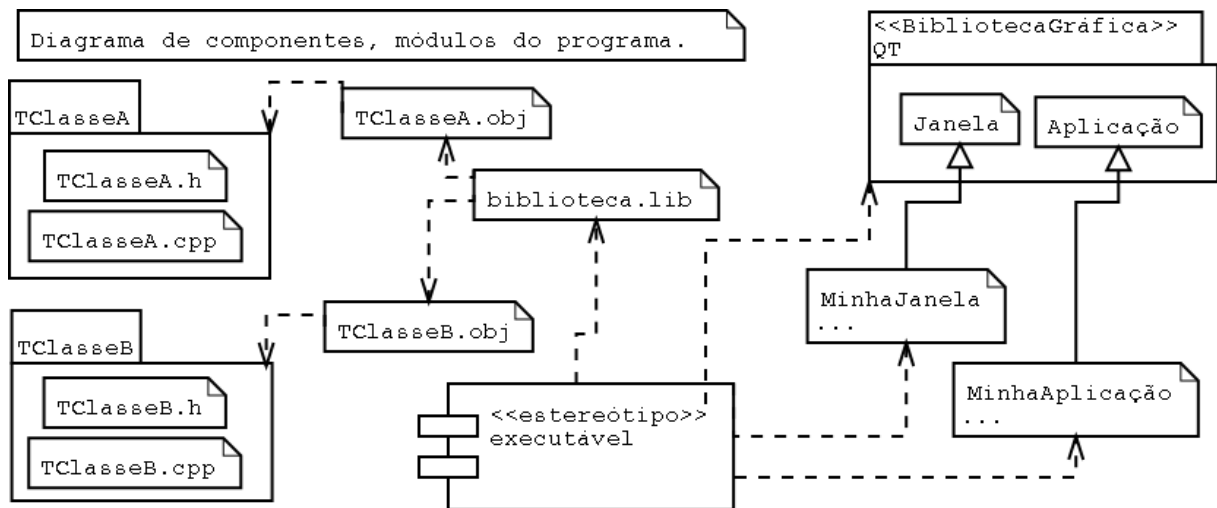 Diagrama de componentes, módulos do programa.
<<BibliotecaGráfica>>
QT
Janela
Aplicação
TClasseA
TClasseA.h
TClasseA.cpp
TClasseA.obj
biblioteca.lib
TClasseB.obj
MinhaJanela
...
MinhaAplicação
...
TClasseB
TClasseB.h
TClasseB.cpp
<<estereótipo>>
executável